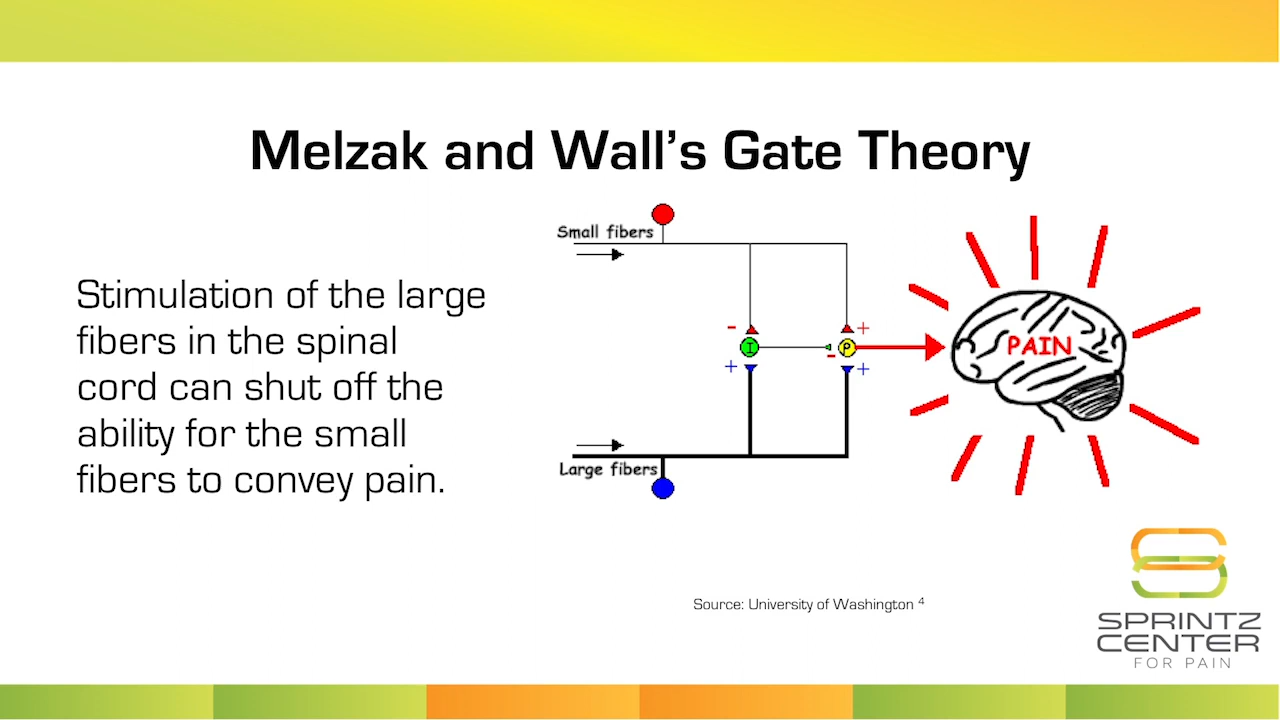 Melzak and Wall's Gate Theory
Stimulation of the large
fibers in the spinal
cord can shut off the
ability for the small
fibers to convey pain.
Small fibers
- +
I P
- 
+ +
PAIN
Large fibers
Source: University of Washington 4
SPRINTZ
CENTER
FOR PAIN